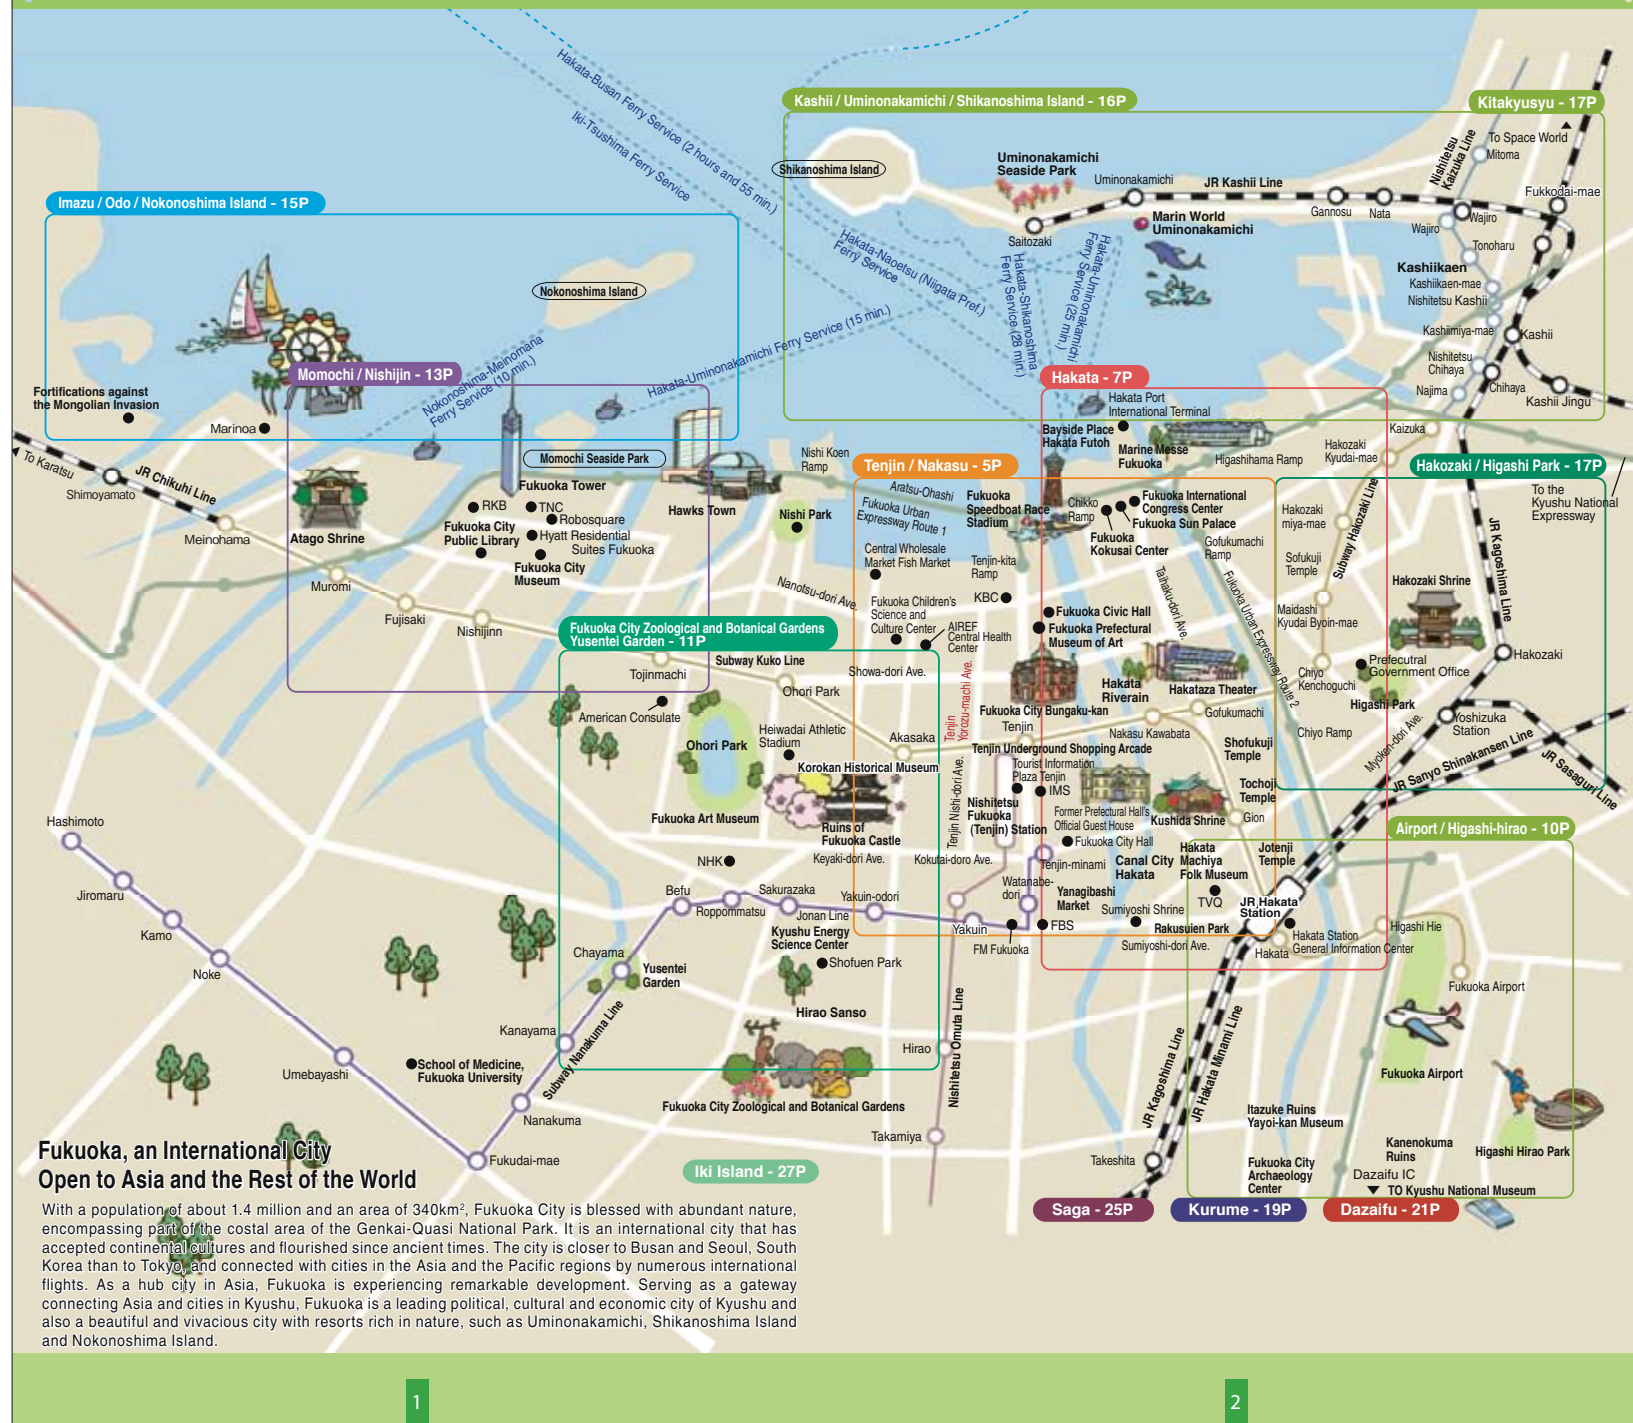 Hakata-Busan Ferry Service (2 hours and 55 min.)
Iki-Tsushima Ferry Service
Kashii / Uminonakamichi / Shikanoshima Island - 16P
Kitakyusyu - 17P
To Space World
Mitoma
Nishitetsu
Kaizuka Line
Shikanoshima Island
Uminonakamichi
Seaside Park
Uminonakamichi
JR Kashii Line
Fukkodai-mae
Gannosu
Nata
Wajiro
Wajiro
Marin World
Uminonakamichi
Saitozaki
Tonoharu
Kashiikaen
Kashiikaen-mae
Nishitetsu Kashii
Kashiimiya-mae
Kashii
Nishitetsu
Chihaya
Chihaya
Najima
Kashii Jingu
Hakata-Naoetsu (Niigata Pref.)
Ferry Service
Hakata-Shikanoshima
Ferry Service (28 min.)
Hakata-Uminonakamichi
Ferry Service (25 min.)
Imazu / Odo / Nokonoshima Island - 15P
Nokonoshima Island
Hakata-Uminonakamichi Ferry Service (15 min.)
Nokonoshima-Meinomaria
Ferry Service (10 min.)
Momochi / Nishijin - 13P
Fortifications against
the Mongolian Invasion
Marinoa
To Karatsu
JR Chikuhi Line
Shimoyamato
Meinohama
Atago Shrine
Muromi
Fujisaki
Nishijinn
Momochi Seaside Park
Fukuoka Tower
RKB
TNC
Robosquare
Fukuoka City
Public Library
Hyatt Residential
Suites Fukuoka
Fukuoka City
Museum
Hawks Town
Nishi Koen
Ramp
Nishi Park
Nanotsu-dori Ave.
Hakata - 7P
Hakata Port
International Terminal
Bayside Place
Hakata Futoh
Marine Messe
Fukuoka
Higashihama Ramp
Hakozaki
Kyudai-mae
Kaizuka
Tenjin / Nakasu - 5P
Aratsu-Ohashi
Fukuoka Urban
Expressway Route 1
Fukuoka
Speedboat Race
Stadium
Chikko
Ramp
Fukuoka International
Congress Center
Fukuoka Sun Palace
Fukuoka
Kokusai Center
Gofukumachi
Ramp
Central Wholesale
Market Fish Market
Tenjin-kita
Ramp
KBC
Fukuoka Children's
Science and
Culture Center
AIREF
Central Health
Center
Fukuoka Civic Hall
Fukuoka Prefectural
Museum of Art
Taihaku-dori Ave.
Fukuoka Urban Expressway Route 2
Hakozaki / Higashi Park - 17P
To the
Kyushu National
Expressway
Hakozaki
miya-mae
Subway Hakozaki Line
Sofukuji
Temple
Hakozaki Shrine
JR Kagoshima Line
Maidashi
Kyudai Byoin-mae
Hakozaki
Chiyo
Kenchoguchi
Prefecutral
Government Office
Higashi Park
Yoshizuka
Station
Chiyo Ramp
Myoken-dori Ave.
JR Sanyo Shinakansen Line
JR Sasaguri Line
Fukuoka City Zoological and Botanical Gardens
Yusentei Garden - 11P
Subway Kuko Line
Tojinmachi
Ohori Park
American Consulate
Ohori Park
Heiwadai Athletic
Stadium
Akasaka
Korokan Historical Museum
Fukuoka Art Museum
Ruins of
Fukuoka Castle
Showa-dori Ave.
Tenjin
Yorozu-machi Ave.
Fukuoka City Bungaku-kan
Hakata
Riverain
Hakataza Theater
Gofukumachi
Tenjin
Nakasu Kawabata
Tenjin Underground Shopping Arcade
Tourist Information
Plaza Tenjin
IMS
Tenjin Nishi-dori Ave.
Nishitetsu
Fukuoka
(Tenjin) Station
Former Prefectural Hall's
Official Guest House
Kushida Shrine
Gion
Shofukuji
Temple
Tochoji
Temple
Fukuoka City Hall
Tenjin-minami
Canal City
Hakata
Hakata
Machiya
Folk Museum
Jotenji
Temple
TVQ
JR Hakata
Station
Watanabe-
dori
Yanagibashi
Market
Sumiyoshi Shrine
Rakusuien Park
Sumiyoshi-dori Ave.
Hakata
Hakata Station
General Information Center
Higashi Hie
Keyaki-dori Ave.
Kokutai-doro Ave.
NHK
Befu
Roppommatsu
Sakurazaka
Jonan Line
Yakuin-odori
Yakuin
FM Fukuoka
FBS
Kyushu Energy
Science Center
Shofuen Park
Chayama
Yusentei
Garden
Kanayama
Subway Nanakuma Line
Hirao Sanso
Hirao
Nishitetsu Omuta Line
Fukuoka City Zoological and Botanical Gardens
Takamiya
Hashimoto
Jiromaru
Kamo
Noke
Umebayashi
School of Medicine,
Fukuoka University
Nanakuma
Fukudai-mae
Airport / Higashi-hirao - 10P
Fukuoka Airport
Fukuoka Airport
JR Kagoshima Line
JR Hakata Minami Line
Takeshita
Itazuke Ruins
Yayoi-kan Museum
Fukuoka City
Archaeology
Center
Kanenokuma
Ruins
Higashi Hirao Park
Dazaifu IC
TO Kyushu National Museum
Iki Island - 27P
Saga - 25P
Kurume - 19P
Dazaifu - 21P
Fukuoka, an International City
Open to Asia and the Rest of the World
With a population of about 1.4 million and an area of 340km², Fukuoka City is blessed with abundant nature,
encompassing part of the costal area of the Genkai-Quasi National Park. It is an international city that has
accepted continental cultures and flourished since ancient times. The city is closer to Busan and Seoul, South
Korea than to Tokyo, and connected with cities in the Asia and the Pacific regions by numerous international
flights. As a hub city in Asia, Fukuoka is experiencing remarkable development. Serving as a gateway
connecting Asia and cities in Kyushu, Fukuoka is a leading political, cultural and economic city of Kyushu and
also a beautiful and vivacious city with resorts rich in nature, such as Uminonakamichi, Shikanoshima Island
and Nokonoshima Island.
1
2